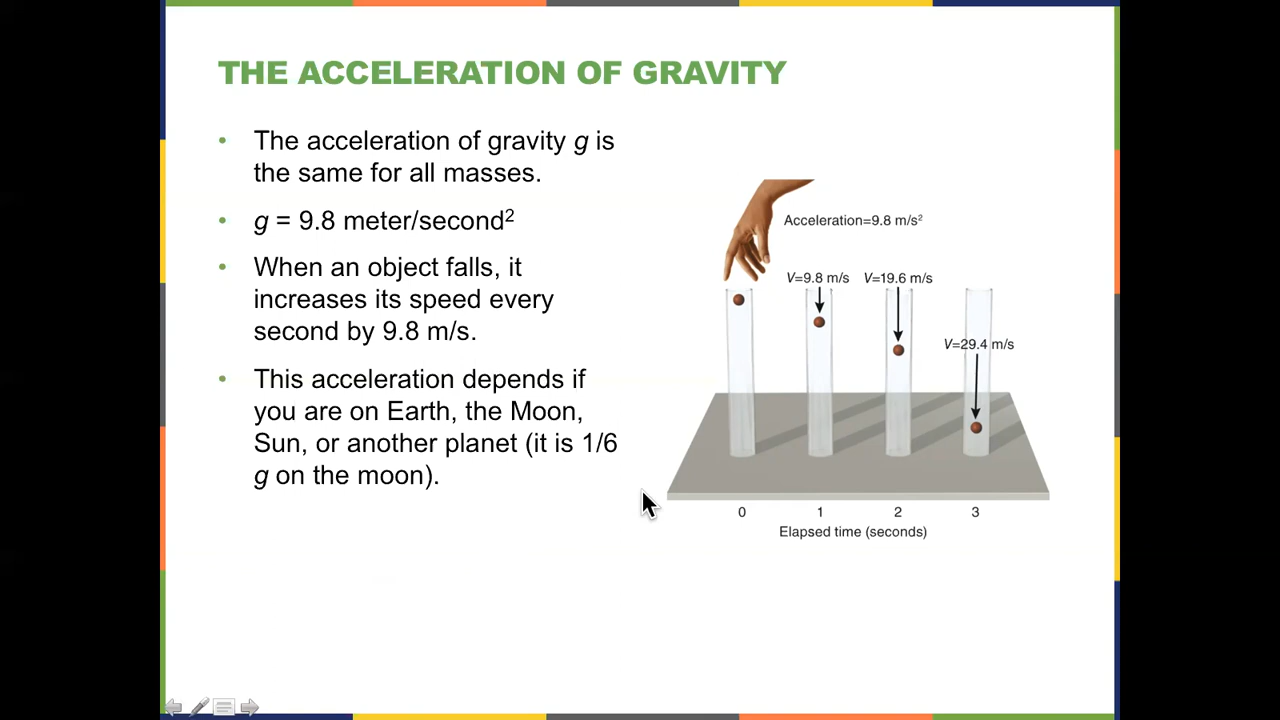 THE ACCELERATION OF GRAVITY
• The acceleration of gravity g is
the same for all masses.
• g = 9.8 meter/second²
• When an object falls, it
increases its speed every
second by 9.8 m/s.
• This acceleration depends if
you are on Earth, the Moon,
Sun, or another planet (it is 1/6
g on the moon).
Acceleration=9.8 m/s²
V=9.8 m/s V=19.6 m/s
V=29.4 m/s
0 1 2 3
Elapsed time (seconds)